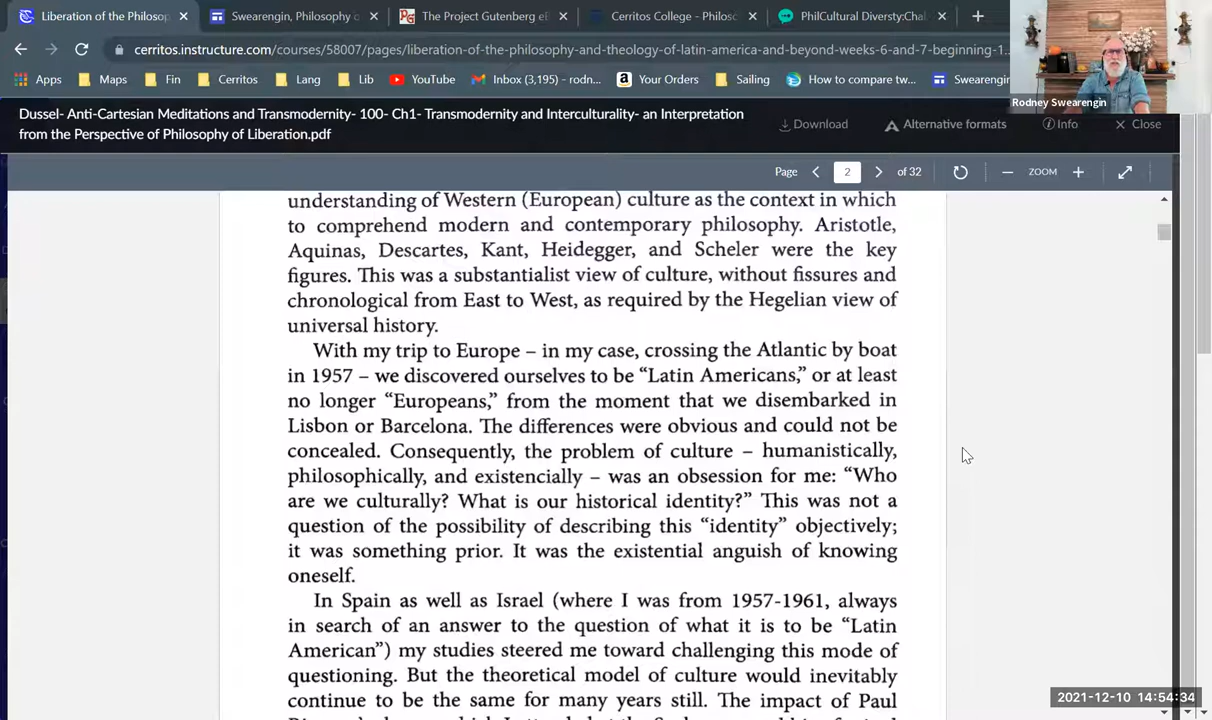 Liberation of the Philosop
Swearengin, Philosophy o
The Project Gutenberg eB
Cerritos College - Philosc
PhilCultural Diversty:Chal
cerritos.instructure.com/courses/58007/pages/liberation-of-the-philosophy-and-theology-of-latin-america-and-beyond-weeks-6-and-7-beginning-1...
Apps
Maps
Fin
Cerritos
Lang
Lib
YouTube
Inbox (3,195) - rodn...
Your Orders
Sailing
How to compare tw...
Swearengin
Rodney Swearengin
Dussel- Anti-Cartesian Meditations and Transmodernity- 100- Ch1- Transmodernity and Interculturality- an Interpretation
from the Perspective of Philosophy of Liberation.pdf
Download
Alternative formats
Info
Close
Page 2 of 32
ZOOM
understanding of Western (European) culture as the context in which
to comprehend modern and contemporary philosophy. Aristotle,
Aquinas, Descartes, Kant, Heidegger, and Scheler were the key
figures. This was a substantialist view of culture, without fissures and
chronological from East to West, as required by the Hegelian view of
universal history.
With my trip to Europe – in my case, crossing the Atlantic by boat
in 1957 – we discovered ourselves to be “Latin Americans,” or at least
no longer “Europeans,” from the moment that we disembarked in
Lisbon or Barcelona. The differences were obvious and could not be
concealed. Consequently, the problem of culture – humanistically,
philosophically, and existencially – was an obsession for me: “Who
are we culturally? What is our historical identity?” This was not a
question of the possibility of describing this “identity” objectively;
it was something prior. It was the existential anguish of knowing
oneself.
In Spain as well as Israel (where I was from 1957-1961, always
in search of an answer to the question of what it is to be “Latin
American”) my studies steered me toward challenging this mode of
questioning. But the theoretical model of culture would inevitably
continue to be the same for many years still. The impact of Paul
2021-12-10 14:54:34